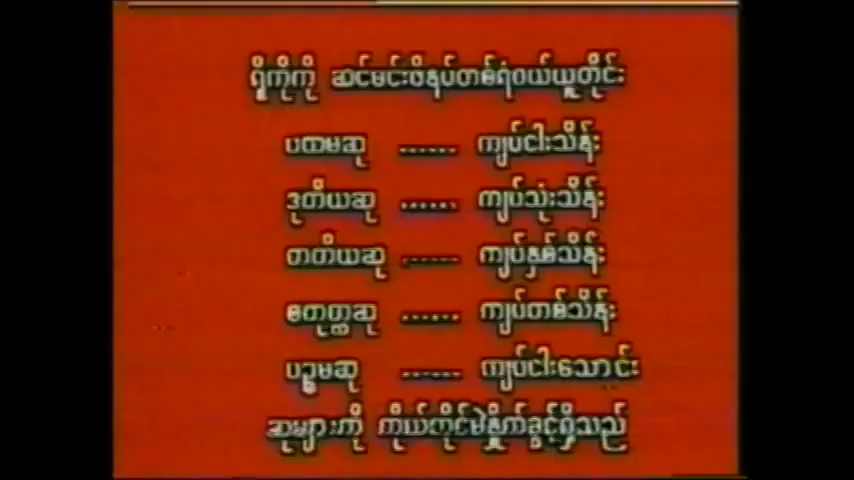 ရှိုကိုကို ဆင်မင်းဖိနပ်တစ်ရံဝယ်ယူတိုင်း
ပထမဆု ...... ကျပ်ငါးသိန်း
ဒုတိယဆု ...... ကျပ်သုံးသိန်း
တတိယဆု ...... ကျပ်နှစ်သိန်း
စတုတ္ထဆု ...... ကျပ်တစ်သိန်း
ပဉ္စမဆု ...... ကျပ်ငါးသောင်း
ဆုများကို ကိုယ်တိုင်မဲနှိုက်ခွင့်ရှိသည်